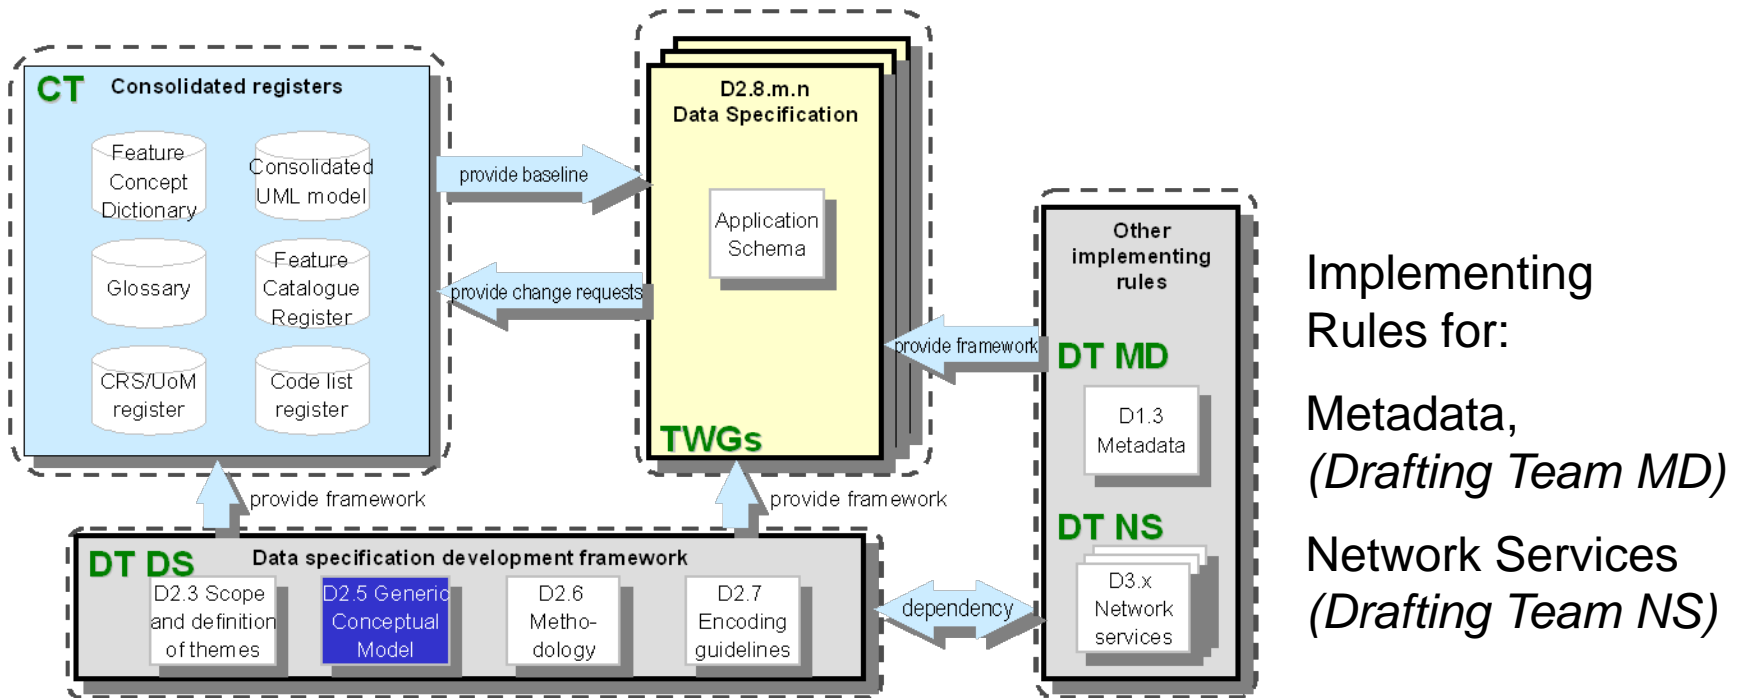 CT Consolidated registers
Feature
Concept
Dictionary
Consolidated
UML model
Glossary
Feature
Catalogue
Register
CRS/UoM
register
Code list
register
provide baseline
provide change requests
D2.8.m.n
Data Specification
Application
Schema
TWGs
provide framework
Other
implementing
rules
DT MD
D1.3
Metadata
DT NS
D3.x
Network
services
provide framework
provide framework
DT DS Data specification development framework
D2.3 Scope
and definition
of themes
D2.5 Generic
Conceptual
Model
D2.6
Metho-
dology
D2.7
Encoding
guidelines
dependency
Implementing
Rules for:
Metadata,
(Drafting Team MD)
Network Services
(Drafting Team NS)